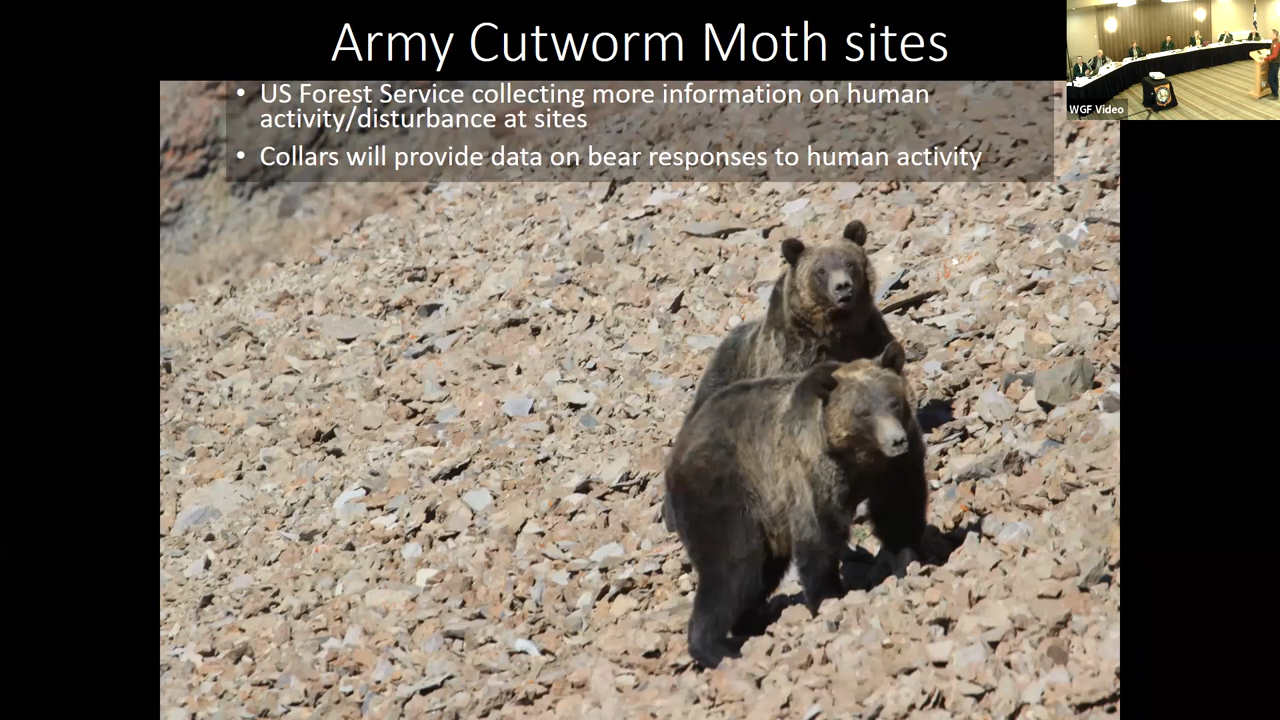 Army Cutworm Moth sites
• US Forest Service collecting more information on human
activity/disturbance at sites
• Collars will provide data on bear responses to human activity
WGF Video